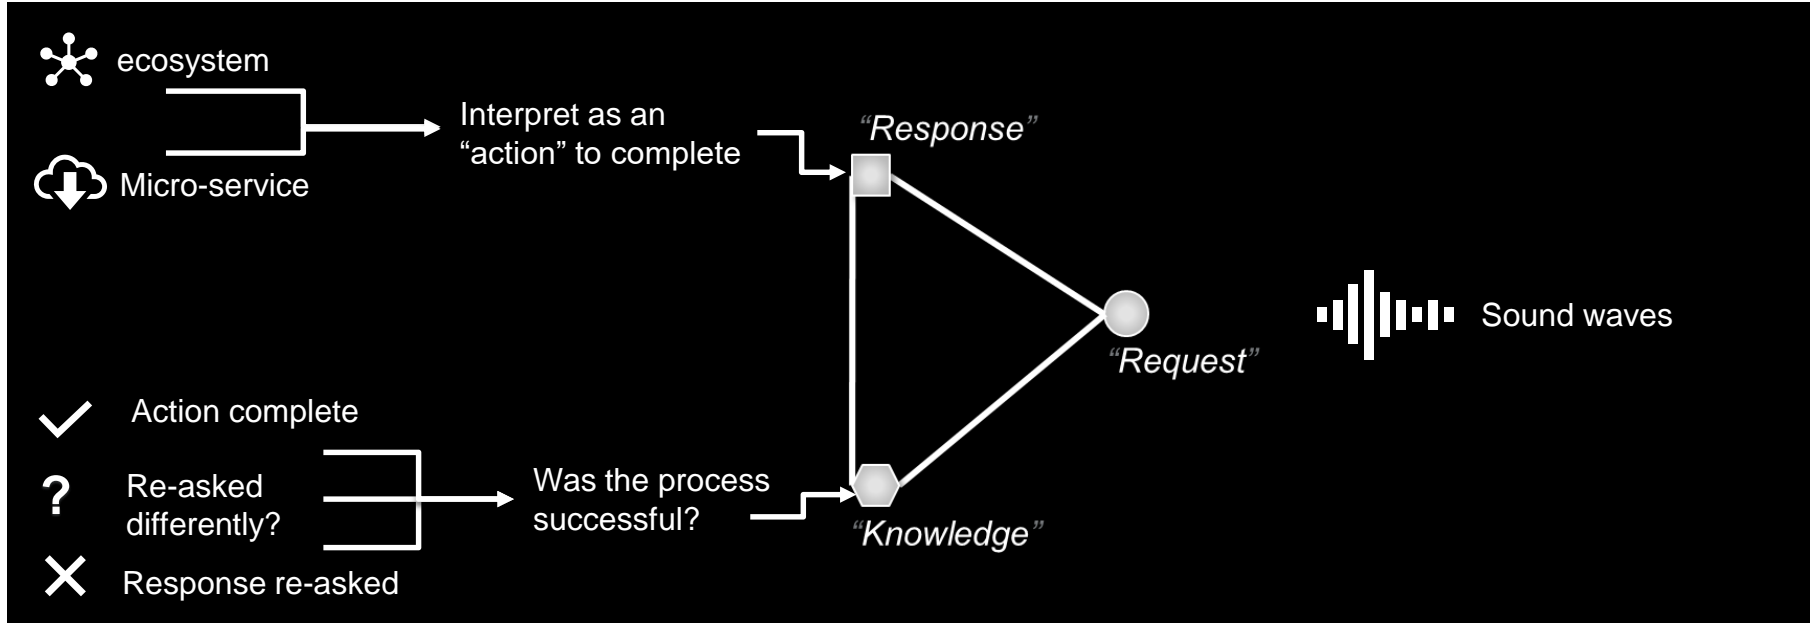 ecosystem
Interpret as an
“action” to complete
Micro-service
“Response”
“Request”
Sound waves
Action complete
?
Re-asked
differently?
Response re-asked
Was the process
successful?
“Knowledge”